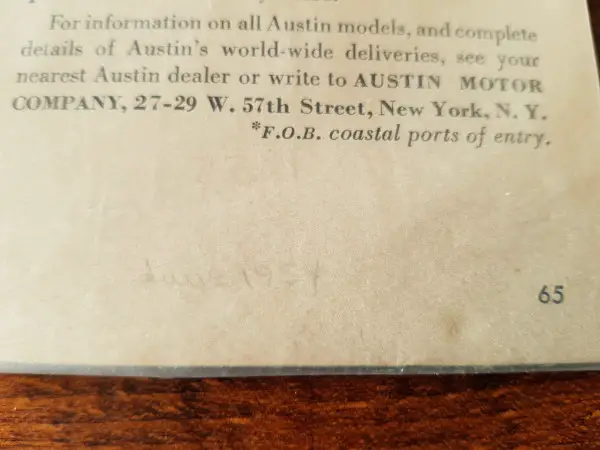 For information on all Austin models, and complete
details of Austin's world-wide deliveries, see your
nearest Austin dealer or write to AUSTIN MOTOR
COMPANY, 27-29 W. 57th Street, New York, N. Y.
*F.O.B. coastal ports of entry.
65